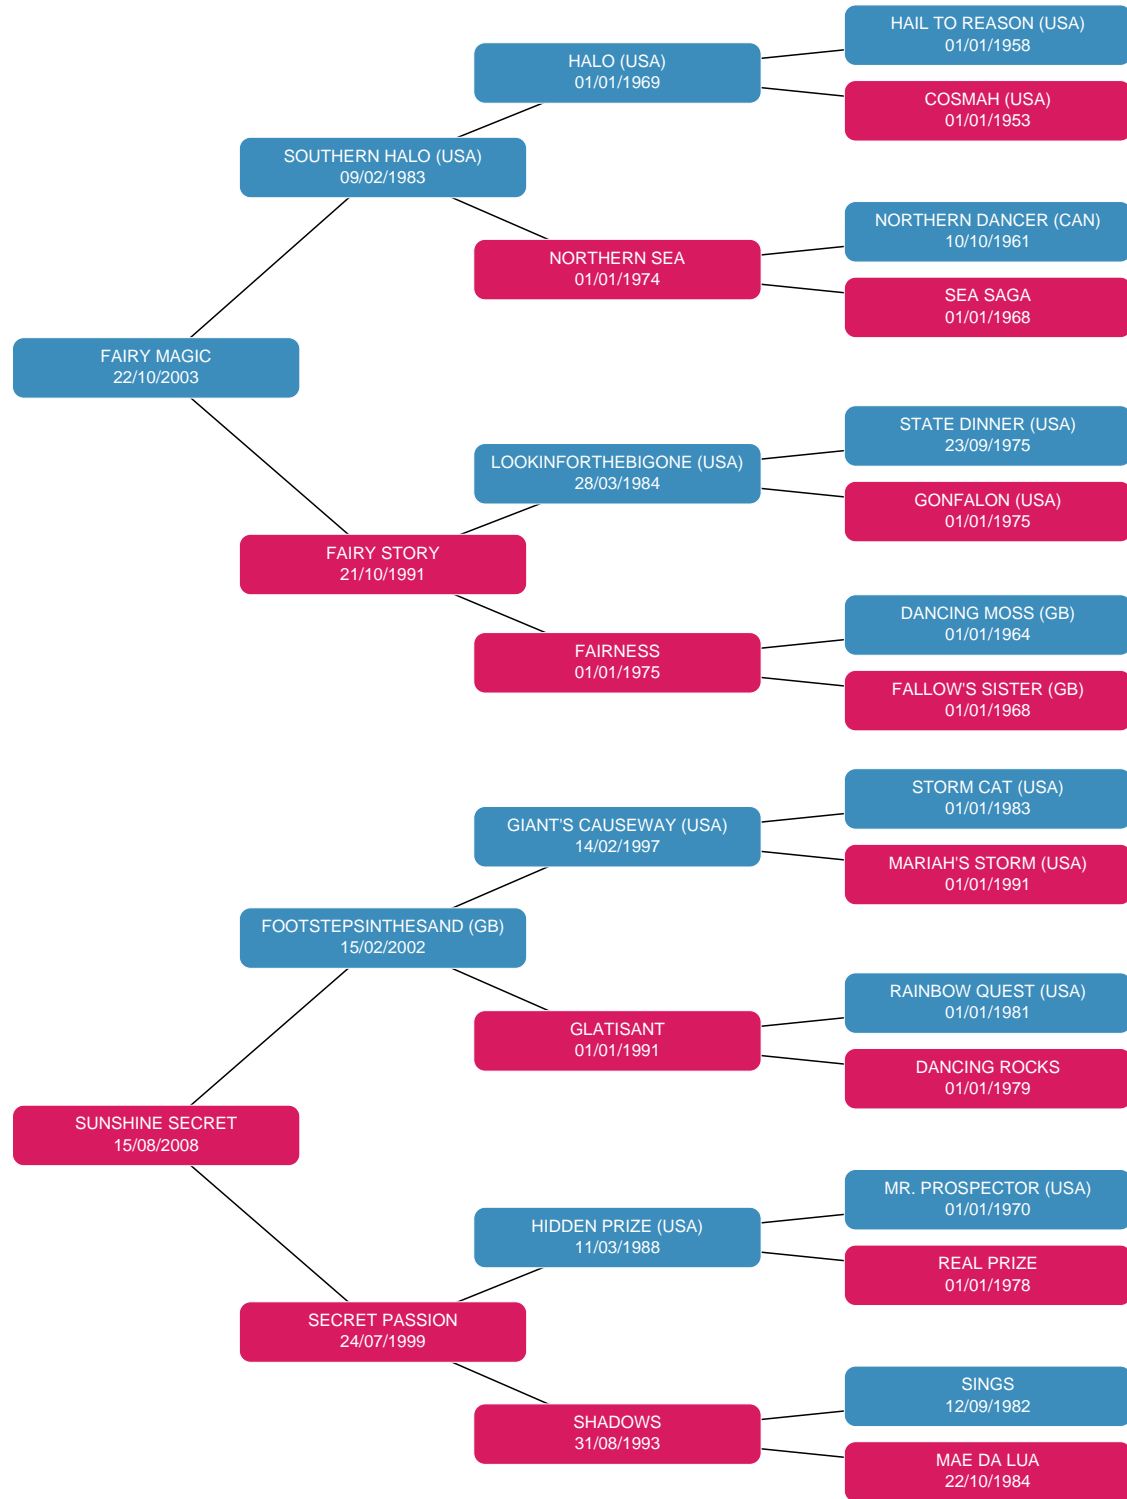 HAIL TO REASON (USA)
01/01/1958
HALO (USA)
01/01/1969
COSMAH (USA)
01/01/1953
SOUTHERN HALO (USA)
09/02/1983
NORTHERN DANCER (CAN)
10/10/1961
NORTHERN SEA
01/01/1974
SEA SAGA
01/01/1968
FAIRY MAGIC
22/10/2003
STATE DINNER (USA)
23/09/1975
LOOKINFORTHEBIGONE (USA)
28/03/1984
GONFALON (USA)
01/01/1975
FAIRY STORY
21/10/1991
DANCING MOSS (GB)
01/01/1964
FAIRNESS
01/01/1975
FALLOW'S SISTER (GB)
01/01/1968
STORM CAT (USA)
01/01/1983
GIANT'S CAUSEWAY (USA)
14/02/1997
MARIAH'S STORM (USA)
01/01/1991
FOOTSTEPSINTHESAND (GB)
15/02/2002
RAINBOW QUEST (USA)
01/01/1981
GLATISANT
01/01/1991
DANCING ROCKS
01/01/1979
SUNSHINE SECRET
15/08/2008
MR. PROSPECTOR (USA)
01/01/1970
HIDDEN PRIZE (USA)
11/03/1988
REAL PRIZE
01/01/1978
SECRET PASSION
24/07/1999
SINGS
12/09/1982
SHADOWS
31/08/1993
MAE DA LUA
22/10/1984